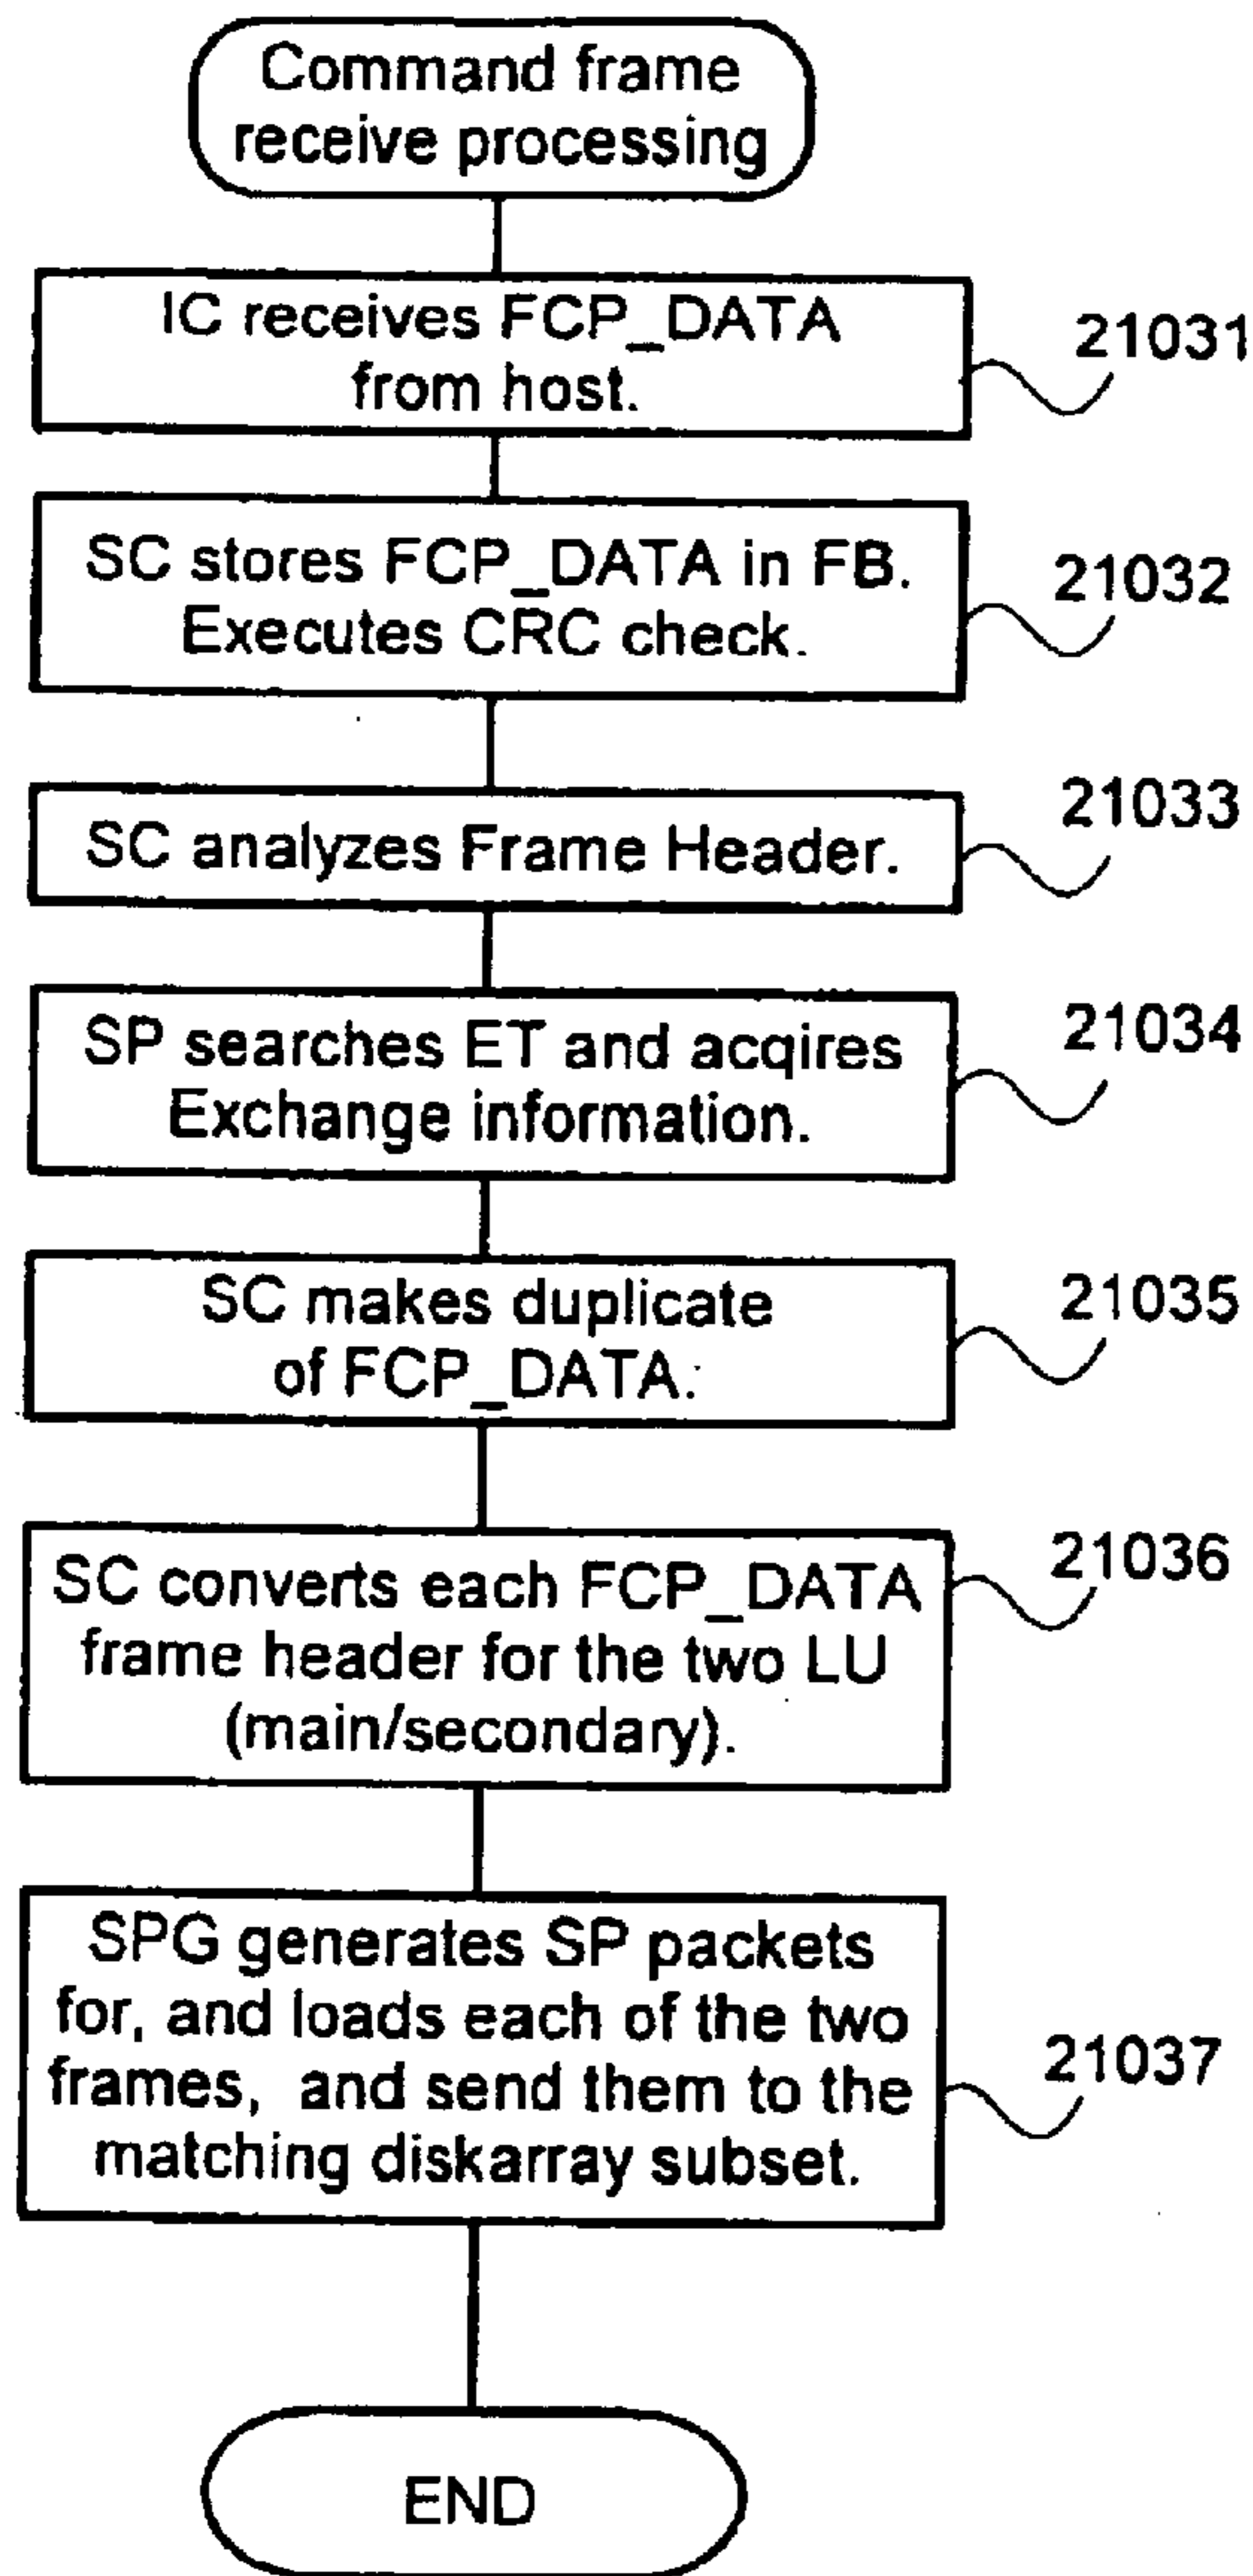 Command frame
receive processing
IC receives FCP_DATA
from host.
21031
SC stores FCP_DATA in FB.
Executes CRC check.
21032
SC analyzes Frame Header.
21033
SP searches ET and acqires
Exchange information.
21034
SC makes duplicate
of FCP_DATA.
21035
SC converts each FCP_DATA
frame header for the two LU
(main/secondary).
21036
SPG generates SP packets
for, and loads each of the two
frames, and send them to the
matching diskarray subset.
21037
END